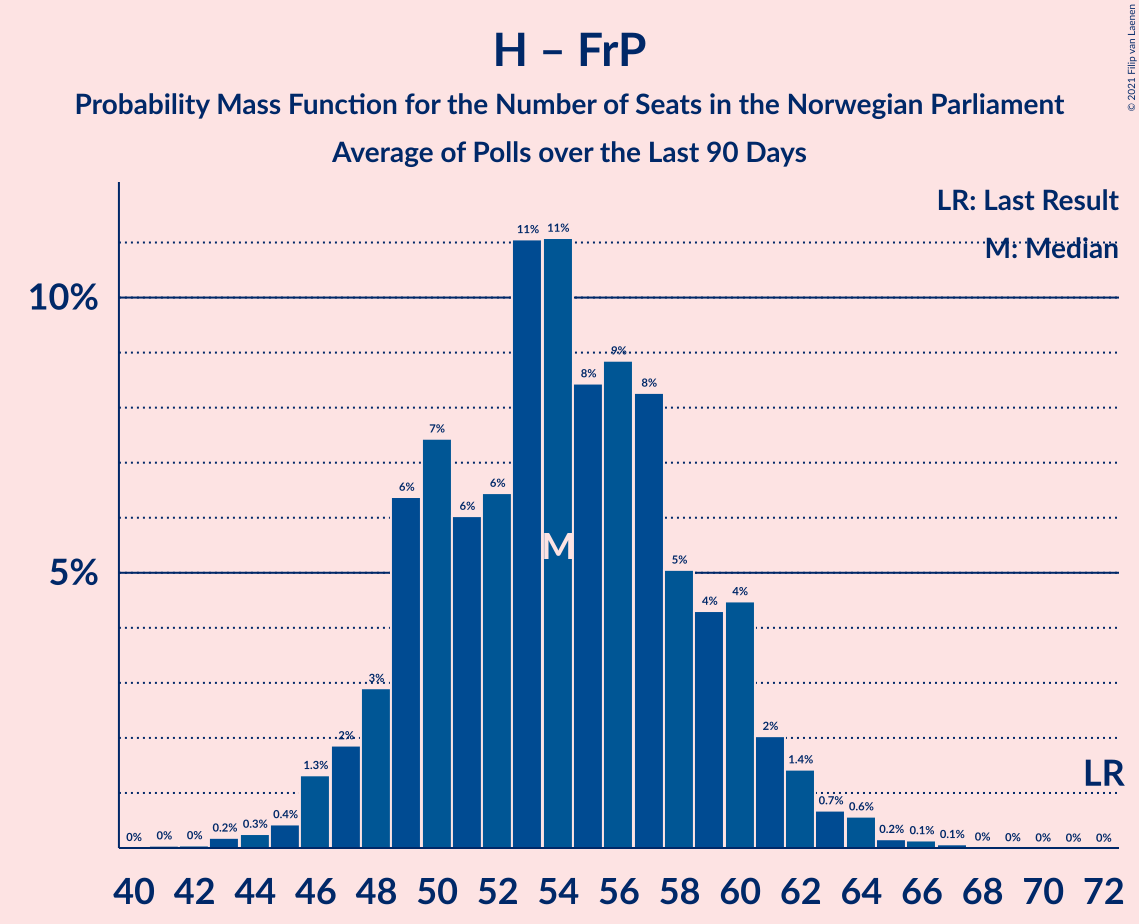 H – FrP
Probability Mass Function for the Number of Seats in the Norwegian Parliament
Average of Polls over the Last 90 Days
© 2021 Filip van Laenen
LR: Last Result
M: Median
10%
5%
0% 0% 0% 0.2% 0.3% 0.4% 1.3% 2% 3% 6% 7% 6% 6% 11% 11% 8% 9% 8% 5% 4% 4% 2% 1.4% 0.7% 0.6% 0.2% 0.1% 0.1% 0% 0% 0% 0% 0%
M
LR
40 42 44 46 48 50 52 54 56 58 60 62 64 66 68 70 72